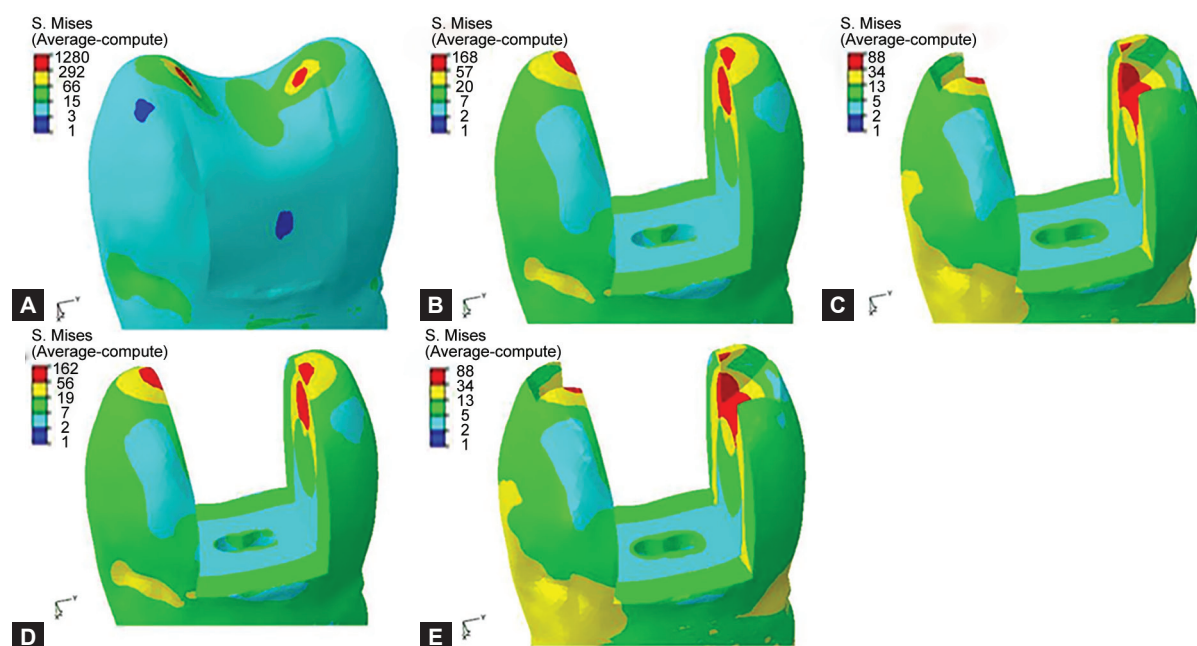 S. Mises
(Average-compute)
1280
292
66
15
3
1
A
Y
S. Mises
(Average-compute)
168
57
20
7
2
1
B
Y
S. Mises
(Average-compute)
88
34
13
5
2
1
C
Y
S. Mises
(Average-compute)
162
56
19
7
2
1
D
Y
S. Mises
(Average-compute)
88
34
13
5
2
1
E
Y